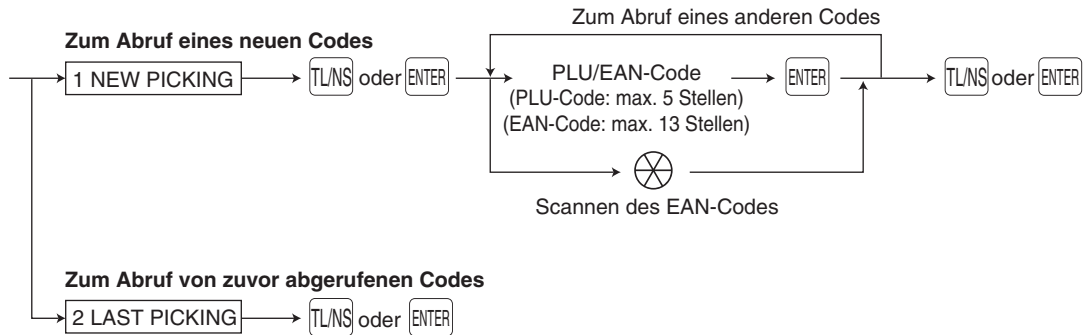 Zum Abruf eines anderen Codes
Zum Abruf eines neuen Codes
1 NEW PICKING TL/NS oder ENTER PLU/EAN-Code ENTER TL/NS oder ENTER
(PLU-Code: max. 5 Stellen)
(EAN-Code: max. 13 Stellen)
Scannen des EAN-Codes
Zum Abruf von zuvor abgerufenen Codes
2 LAST PICKING TL/NS oder ENTER